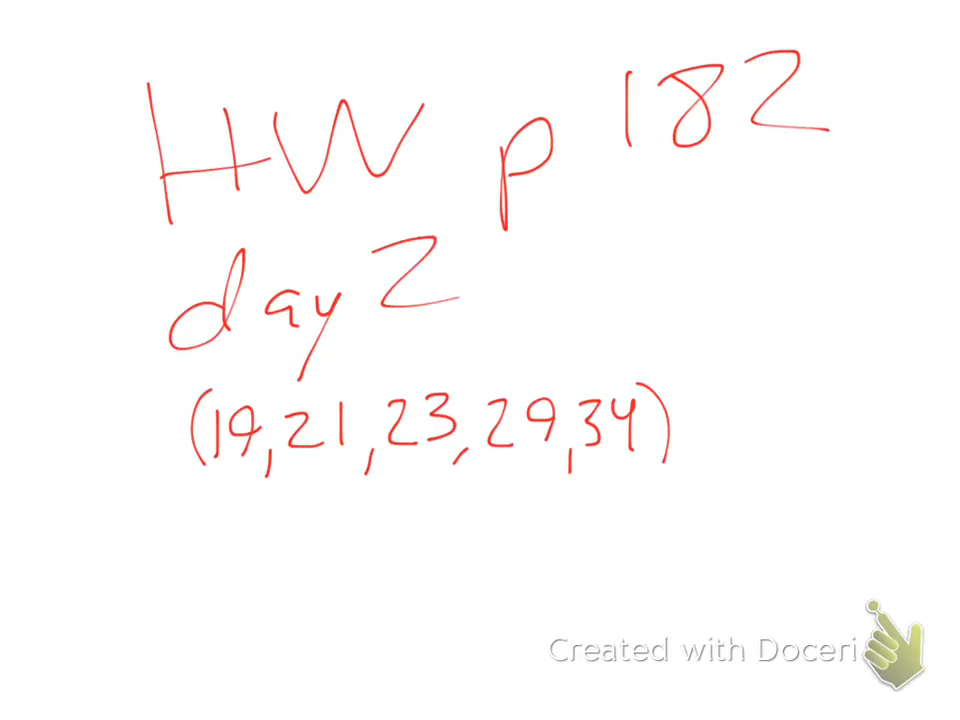 HW p 182
day 2
(19, 21, 23, 29, 34)
Created with Doceri